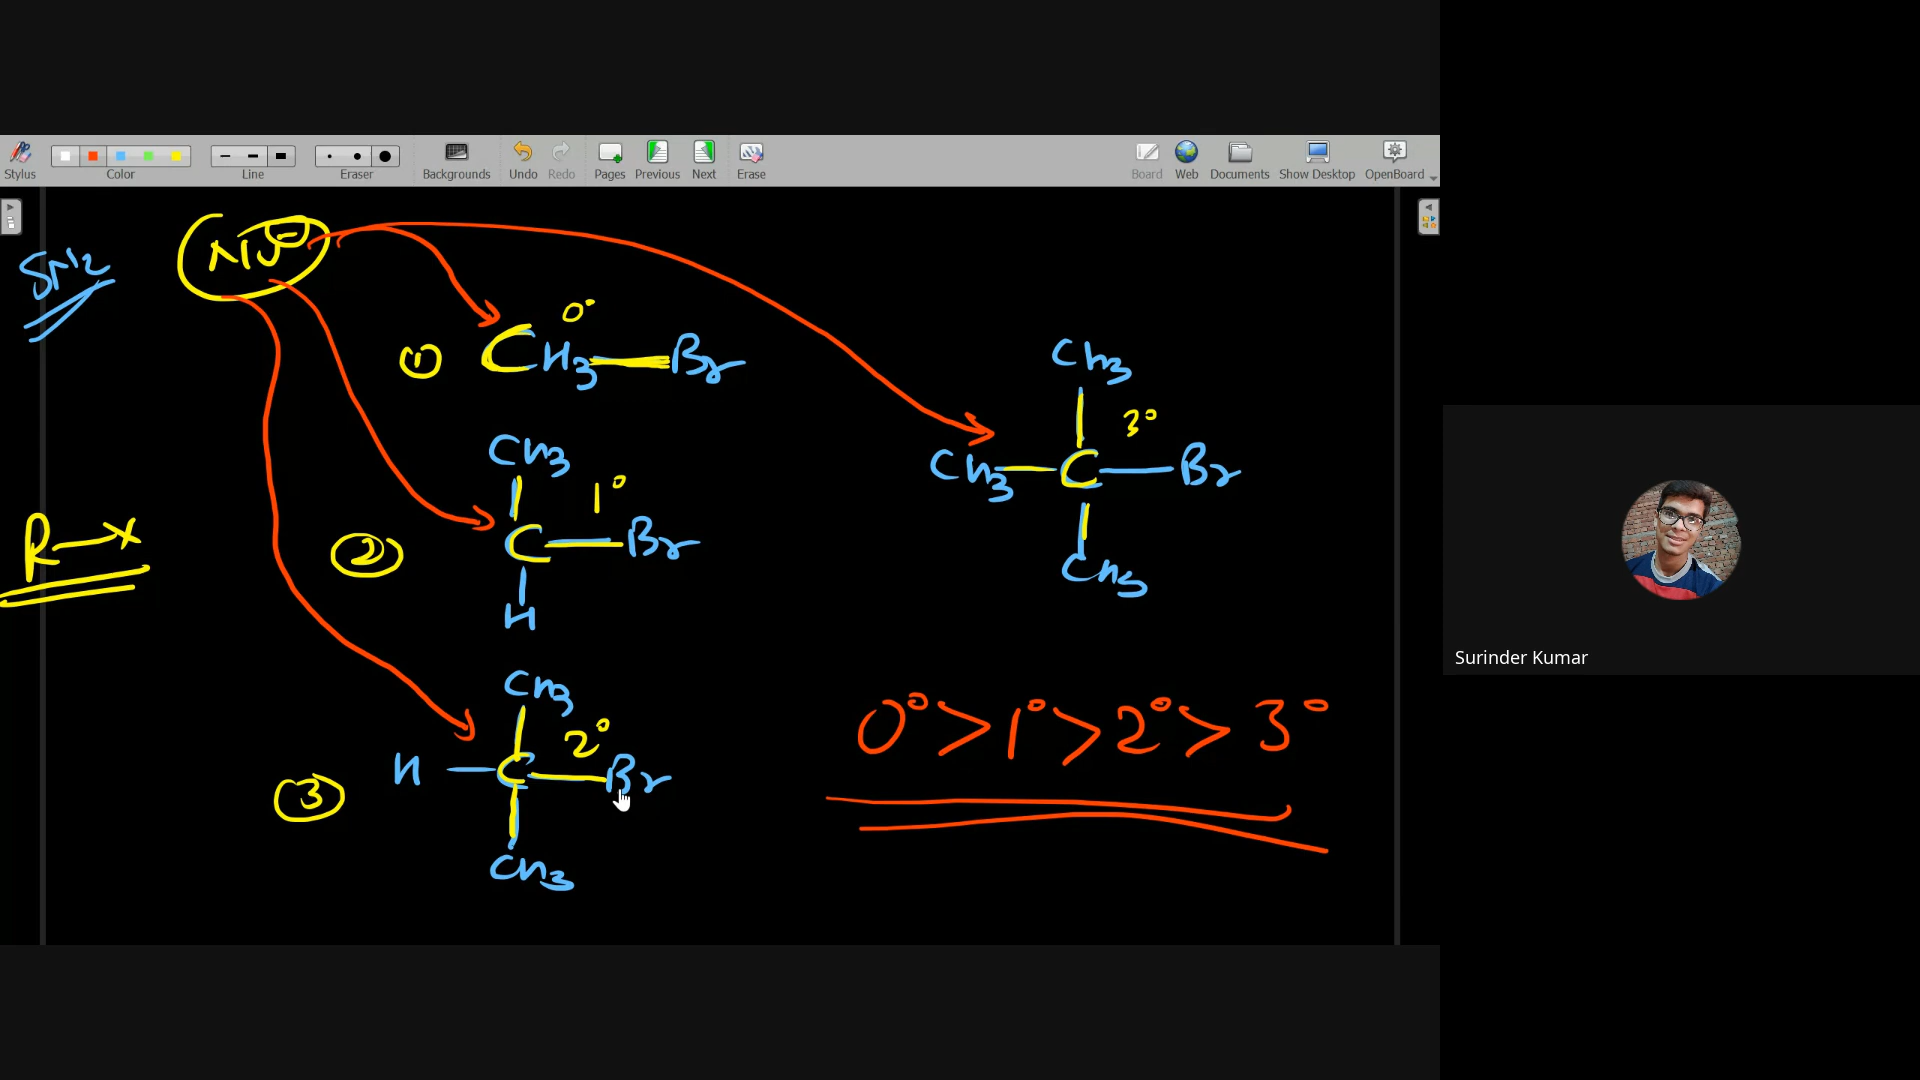 Stylus
Color
Line
Eraser
Backgrounds
Undo
Redo
Pages
Previous
Next
Erase
Board
Web
Documents
Show Desktop
OpenBoard
SN2
Nu⊖
R—X
① CH3—Br 0°
②
CH3
C—Br 1°
H
③
CH3
H—C—Br 2°
CH3
CH3
CH3—C—Br 3°
CH3
0°>1°>2°>3°
Surinder Kumar